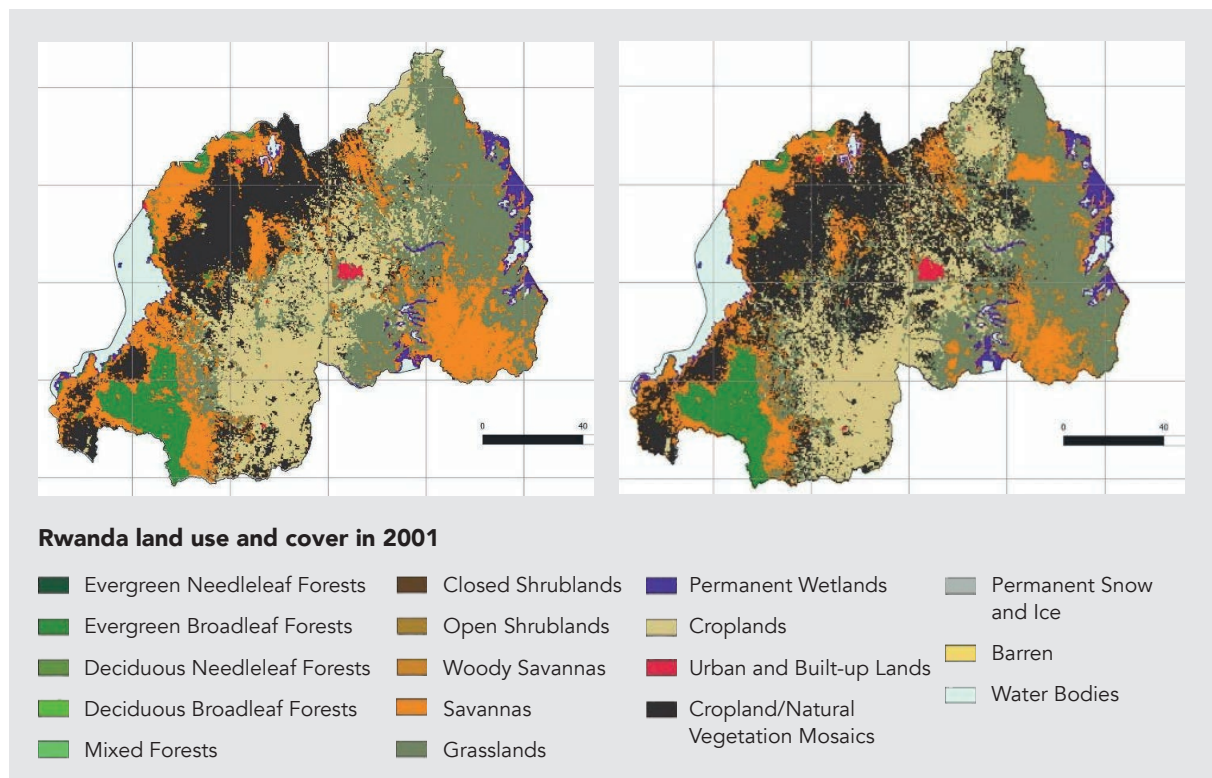 0 40
0 40
Rwanda land use and cover in 2001
Evergreen Needleleaf Forests
Evergreen Broadleaf Forests
Deciduous Needleleaf Forests
Deciduous Broadleaf Forests
Mixed Forests
Closed Shrublands
Open Shrublands
Woody Savannas
Savannas
Grasslands
Permanent Wetlands
Croplands
Urban and Built-up Lands
Cropland/Natural
Vegetation Mosaics
Permanent Snow
and Ice
Barren
Water Bodies